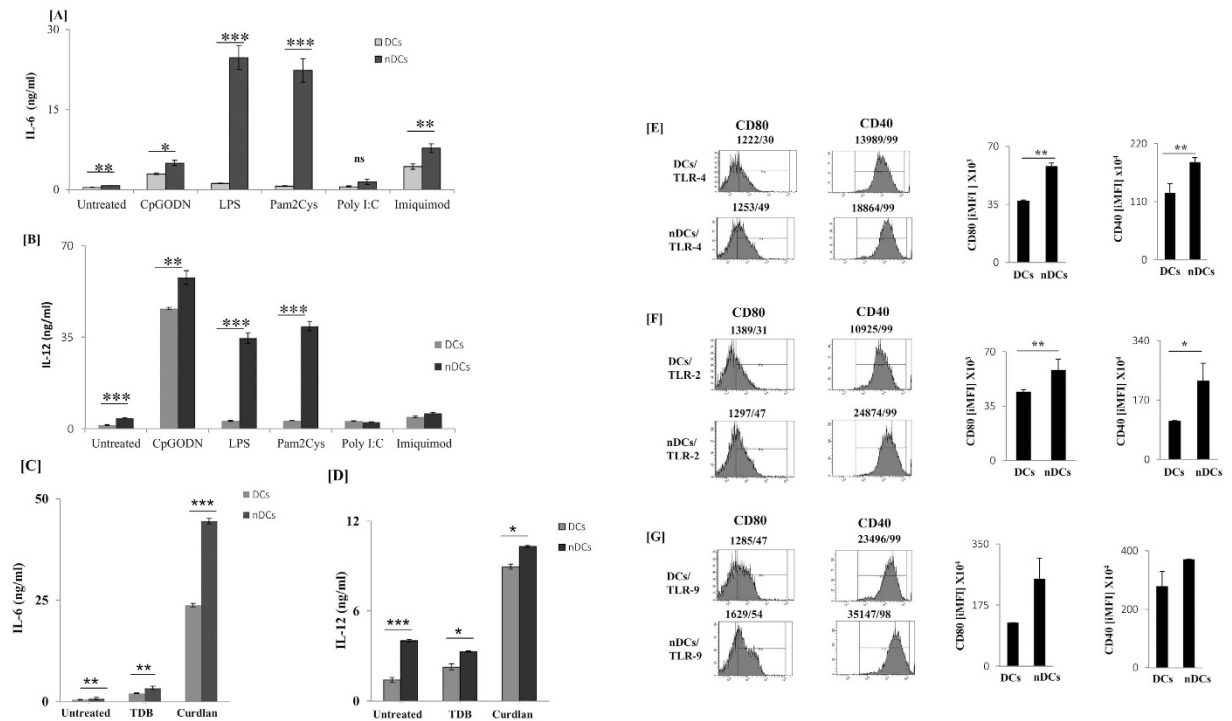 [A]
30
15
0
IL-6 (ng/ml)
DCs
nDCs
**
*
***
***
ns
**
Untreated CpGODN LPS Pam2Cys Poly I:C Imiquimod
[B]
70
35
0
IL-12 (ng/ml)
DCs
nDCs
***
**
***
***
Untreated CpGODN LPS Pam2Cys Poly I:C Imiquimod
[C]
50
25
0
IL-6 (ng/ml)
DCs
nDCs
**
**
***
Untreated TDB Curdlan
[D]
12
6
0
IL-12 (ng/ml)
DCs
nDCs
***
*
*
Untreated TDB Curdlan
[E]
CD80 CD40
1222/30 13989/99
DCs/
TLR-4
1253/49 18864/99
nDCs/
TLR-4
CD80 [iMFI] X10³
70
35
0
**
DCs nDCs
CD40 [iMFI] X10⁴
220
110
0
**
DCs nDCs
[F]
CD80 CD40
1389/31 10925/99
DCs/
TLR-2
1297/47 24874/99
nDCs/
TLR-2
CD80 [iMFI] X10³
70
35
0
**
DCs nDCs
CD40 [iMFI] X10⁴
340
170
0
*
DCs nDCs
[G]
CD80 CD40
1285/47 23496/99
DCs/
TLR-9
1629/54 35147/98
nDCs/
TLR-9
CD80 [iMFI] X10⁴
350
175
0
DCs nDCs
CD40 [iMFI] X10⁴
400
200
0
DCs nDCs